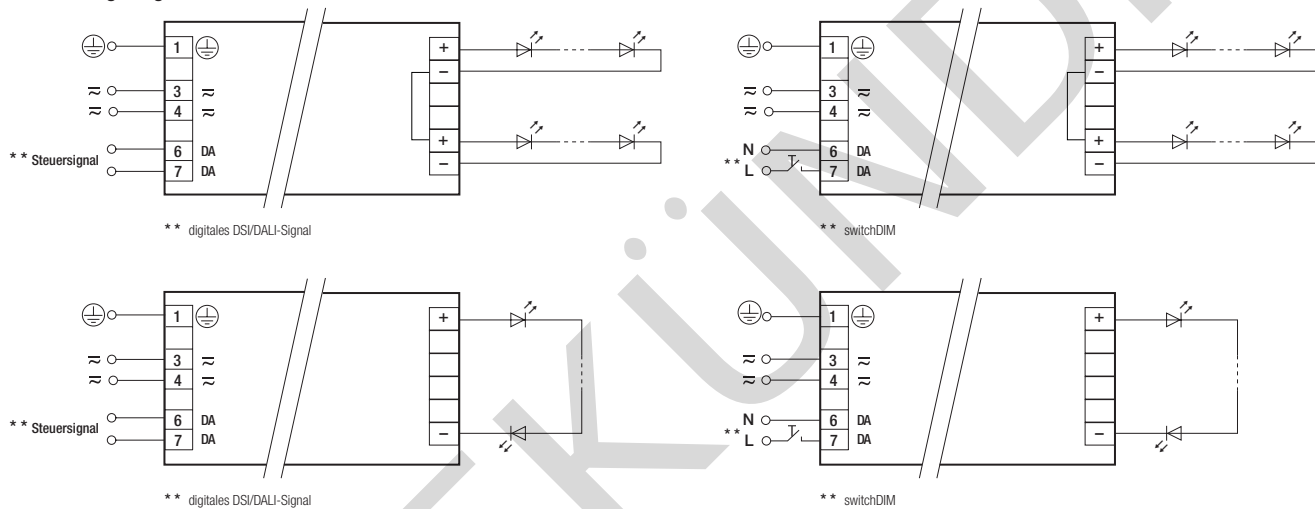 1 +
−
≂ 3 ≂
≂ 4 ≂
+
** Steuersignal
6 DA
7 DA
−
** digitales DSI/DALI-Signal
1 +
−
≂ 3 ≂
≂ 4 ≂
+
N 6 DA
** L 7 DA
−
** switchDIM
1 +
≂ 3 ≂
≂ 4 ≂
** Steuersignal
6 DA
7 DA
−
** digitales DSI/DALI-Signal
1 +
≂ 3 ≂
≂ 4 ≂
N 6 DA
** L 7 DA
−
** switchDIM